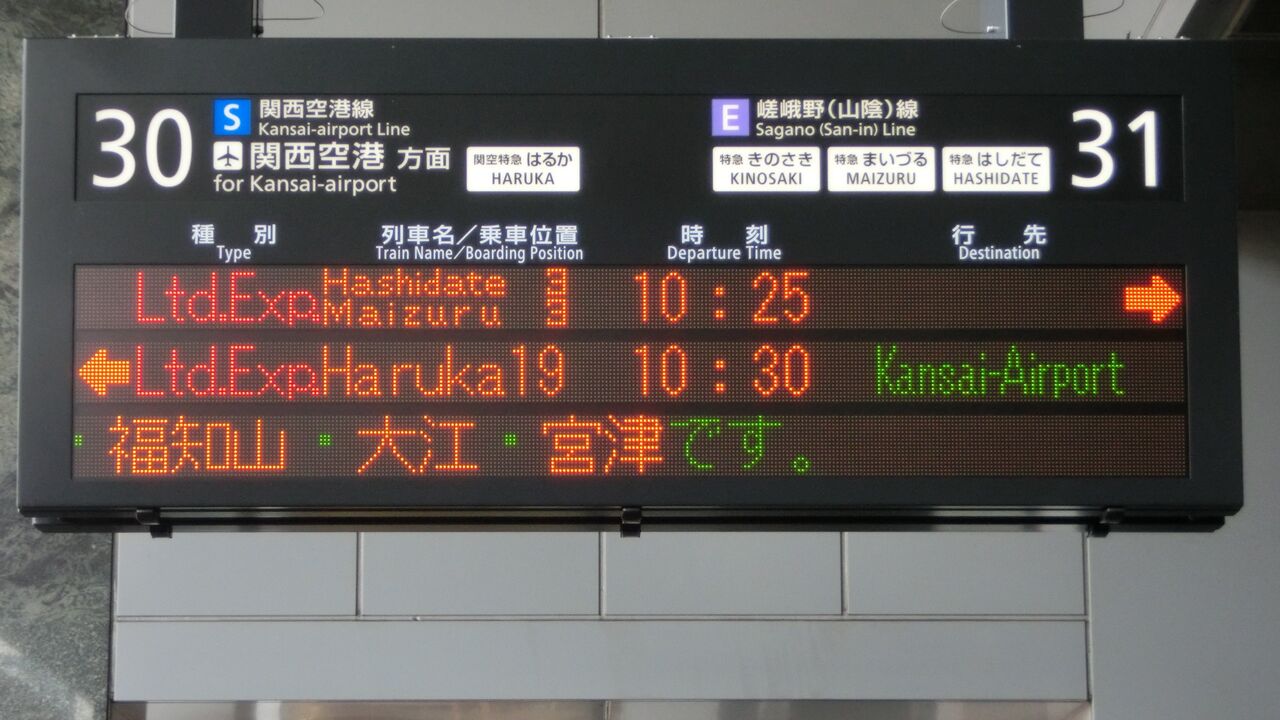 30
S 関西空港線
Kansai-airport Line
関西空港 方面
for Kansai-airport
関空特急 はるか
HARUKA
E 嵯峨野(山陰)線
Sagano (San-in) Line
特急 きのさき
KINOSAKI
特急 まいづる
MAIZURU
特急 はしだて
HASHIDATE
31
種別 列車名/乗車位置 時刻 行先
Type Train Name/Boarding Position Departure Time Destination
Ltd.Exp. Hashidate 3 10:25
Maizuru 3
Ltd.Exp. Haruka 19 10:30 Kansai-Airport
・福知山・大江・宮津です。